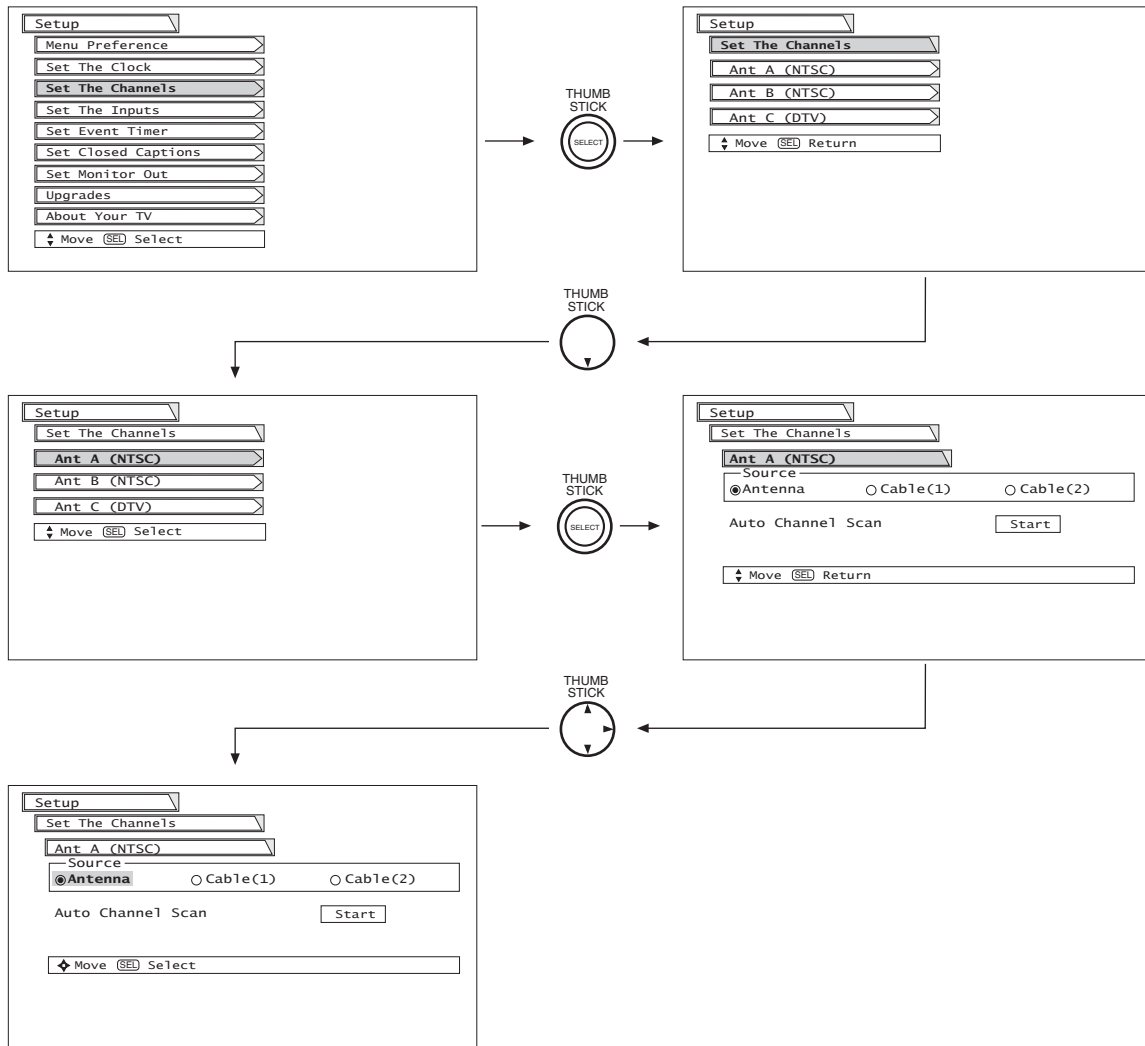 Setup
Menu Preference
Set The Clock
Set The Channels
Set The Inputs
Set Event Timer
Set Closed Captions
Set Monitor Out
Upgrades
About Your TV
Move SEL Select
THUMB
STICK
SELECT
Setup
Set The Channels
Ant A (NTSC)
Ant B (NTSC)
Ant C (DTV)
Move SEL Return
THUMB
STICK
Setup
Set The Channels
Ant A (NTSC)
Ant B (NTSC)
Ant C (DTV)
Move SEL Select
THUMB
STICK
SELECT
Setup
Set The Channels
Ant A (NTSC)
Source
Antenna Cable(1) Cable(2)
Auto Channel Scan Start
Move SEL Return
THUMB
STICK
Setup
Set The Channels
Ant A (NTSC)
Source
Antenna Cable(1) Cable(2)
Auto Channel Scan Start
Move SEL Select